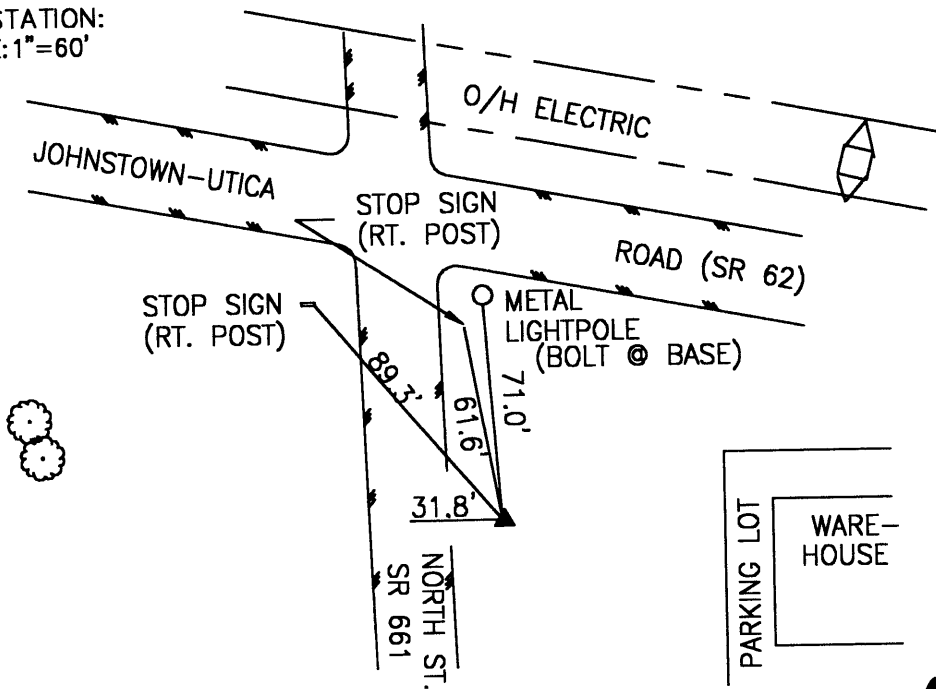 STATION:
:1"=60'
O/H ELECTRIC
JOHNSTOWN-UTICA
STOP SIGN
(RT. POST)
ROAD (SR 62)
STOP SIGN
(RT. POST)
METAL
LIGHTPOLE
(BOLT @ BASE)
89.3'
61.6'
71.0'
31.8'
NORTH ST.
SR 661
PARKING LOT
WARE-
HOUSE